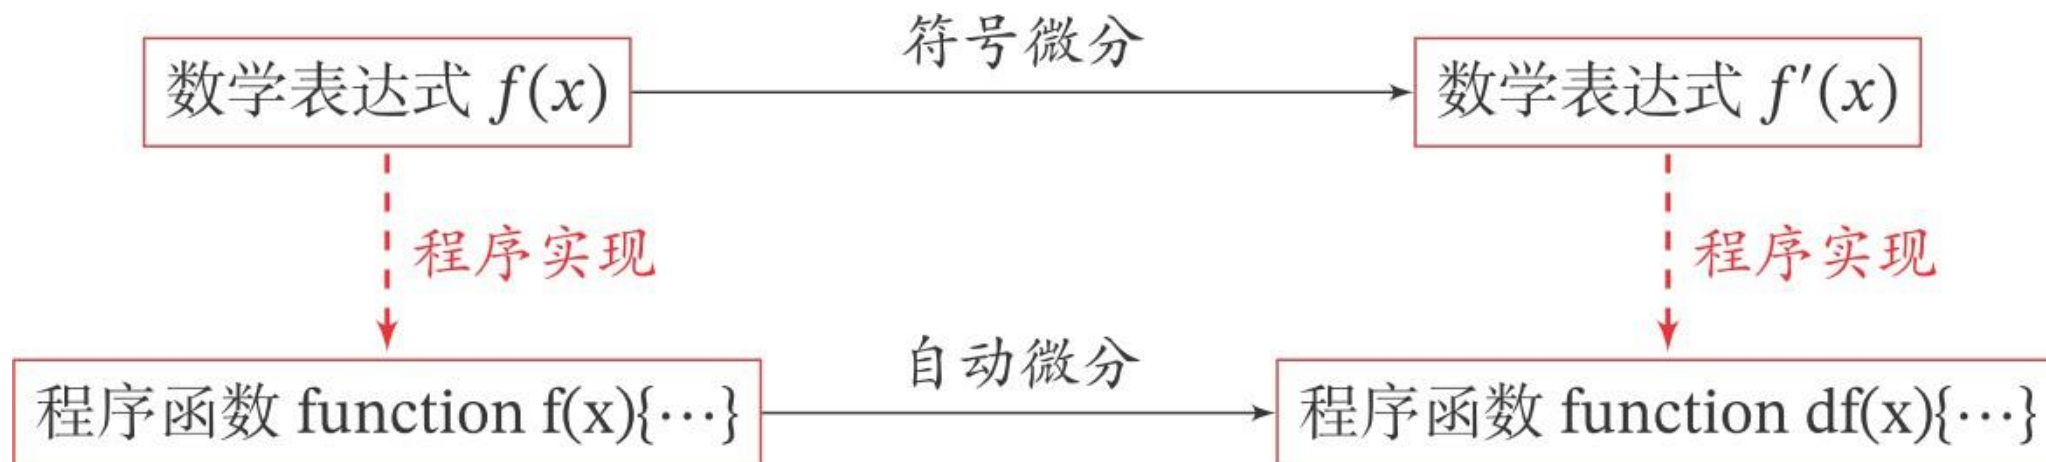 符号微分
数学表达式 f(x)
数学表达式 f′(x)
程序实现
程序实现
自动微分
程序函数 function f(x){⋯}
程序函数 function df(x){⋯}